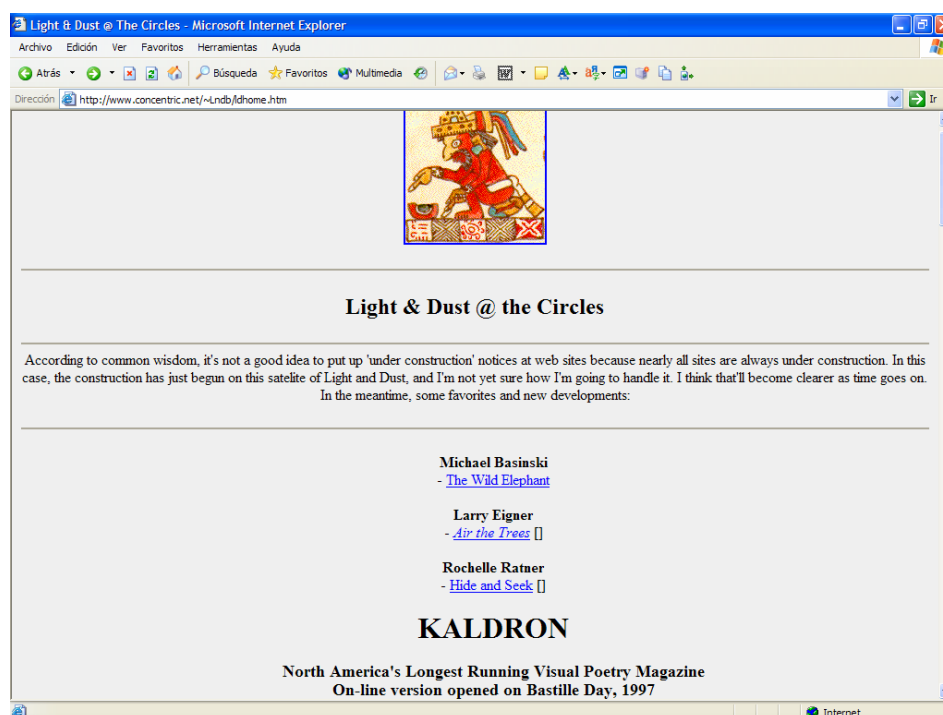 Light & Dust @ The Circles - Microsoft Internet Explorer
Archivo Edición Ver Favoritos Herramientas Ayuda
Atrás Búsqueda Favoritos Multimedia
Dirección http://www.concentric.net/~Lndb/ldhome.htm Ir
Light & Dust @ the Circles
According to common wisdom, it's not a good idea to put up 'under construction' notices at web sites because nearly all sites are always under construction. In this
case, the construction has just begun on this satelite of Light and Dust, and I'm not yet sure how I'm going to handle it. I think that'll become clearer as time goes on.
In the meantime, some favorites and new developments:
Michael Basinski
- The Wild Elephant
Larry Eigner
- Air the Trees []
Rochelle Ratner
- Hide and Seek []
KALDRON
North America's Longest Running Visual Poetry Magazine
On-line version opened on Bastille Day, 1997
Internet